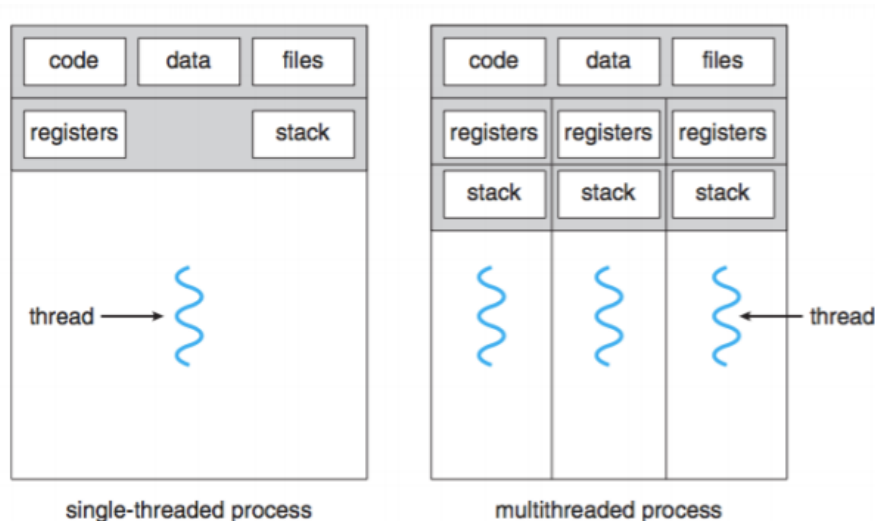 code data files code data files
registers stack registers registers registers
stack stack stack
thread thread
single-threaded process multithreaded process